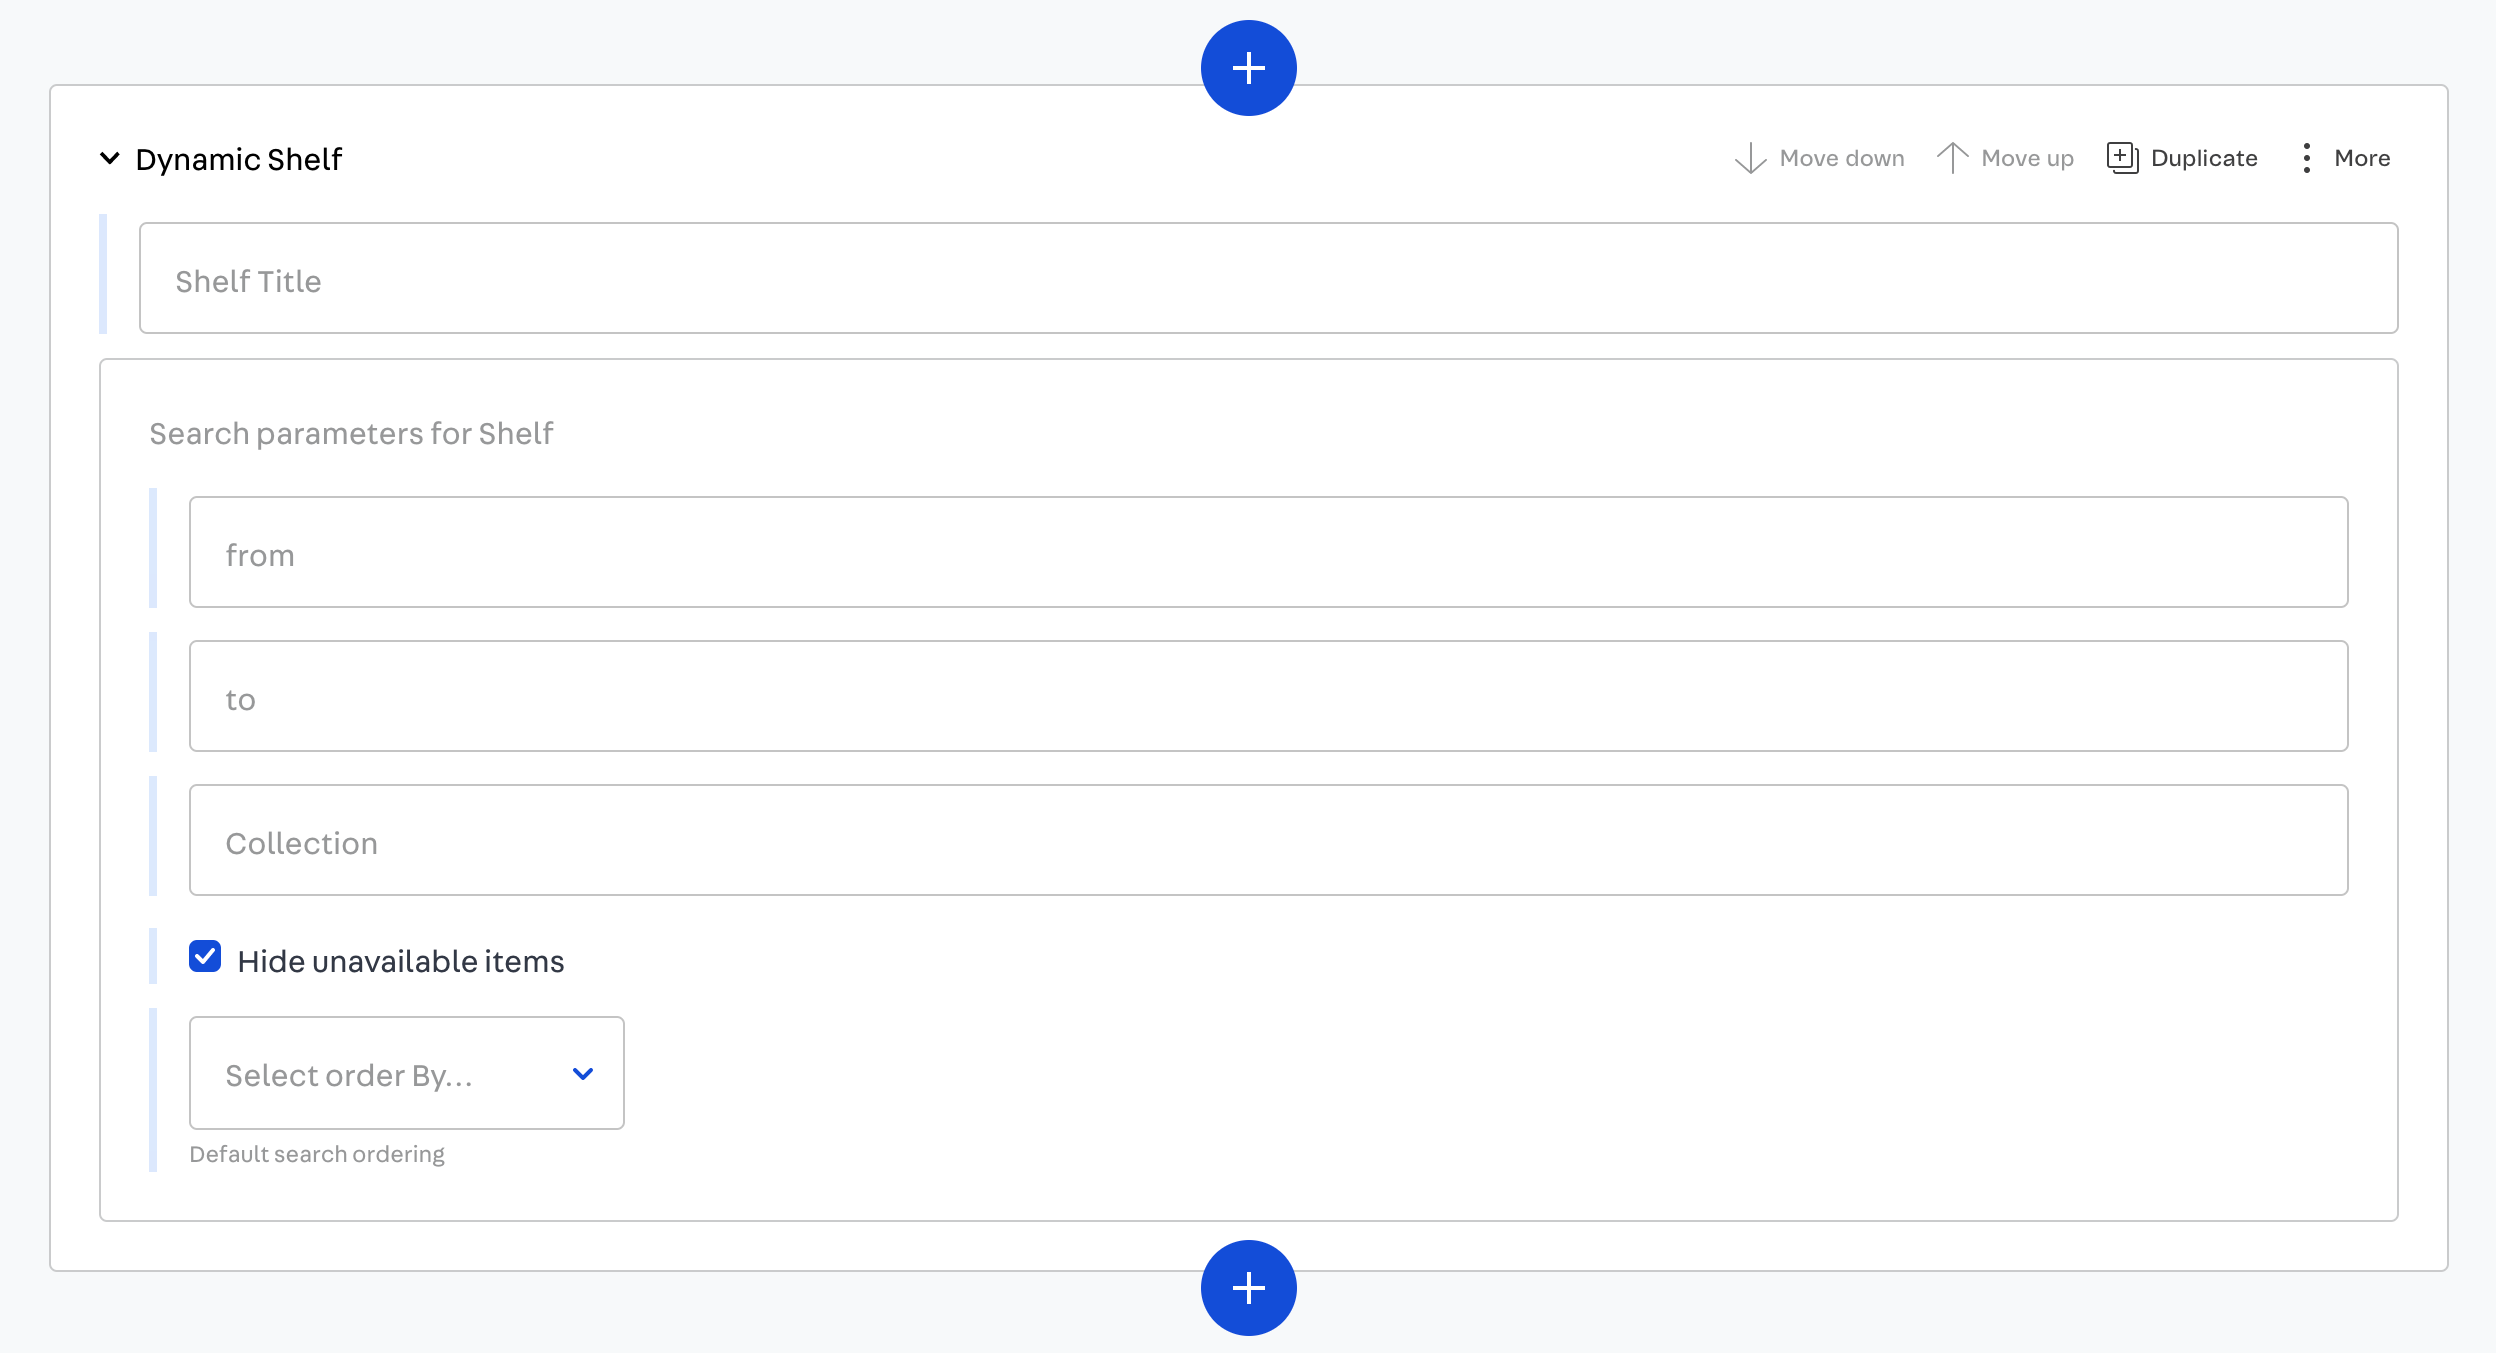 Dynamic Shelf
Move down
Move up
Duplicate
More
Shelf Title
Search parameters for Shelf
from
to
Collection
Hide unavailable items
Select order By...
Default search ordering